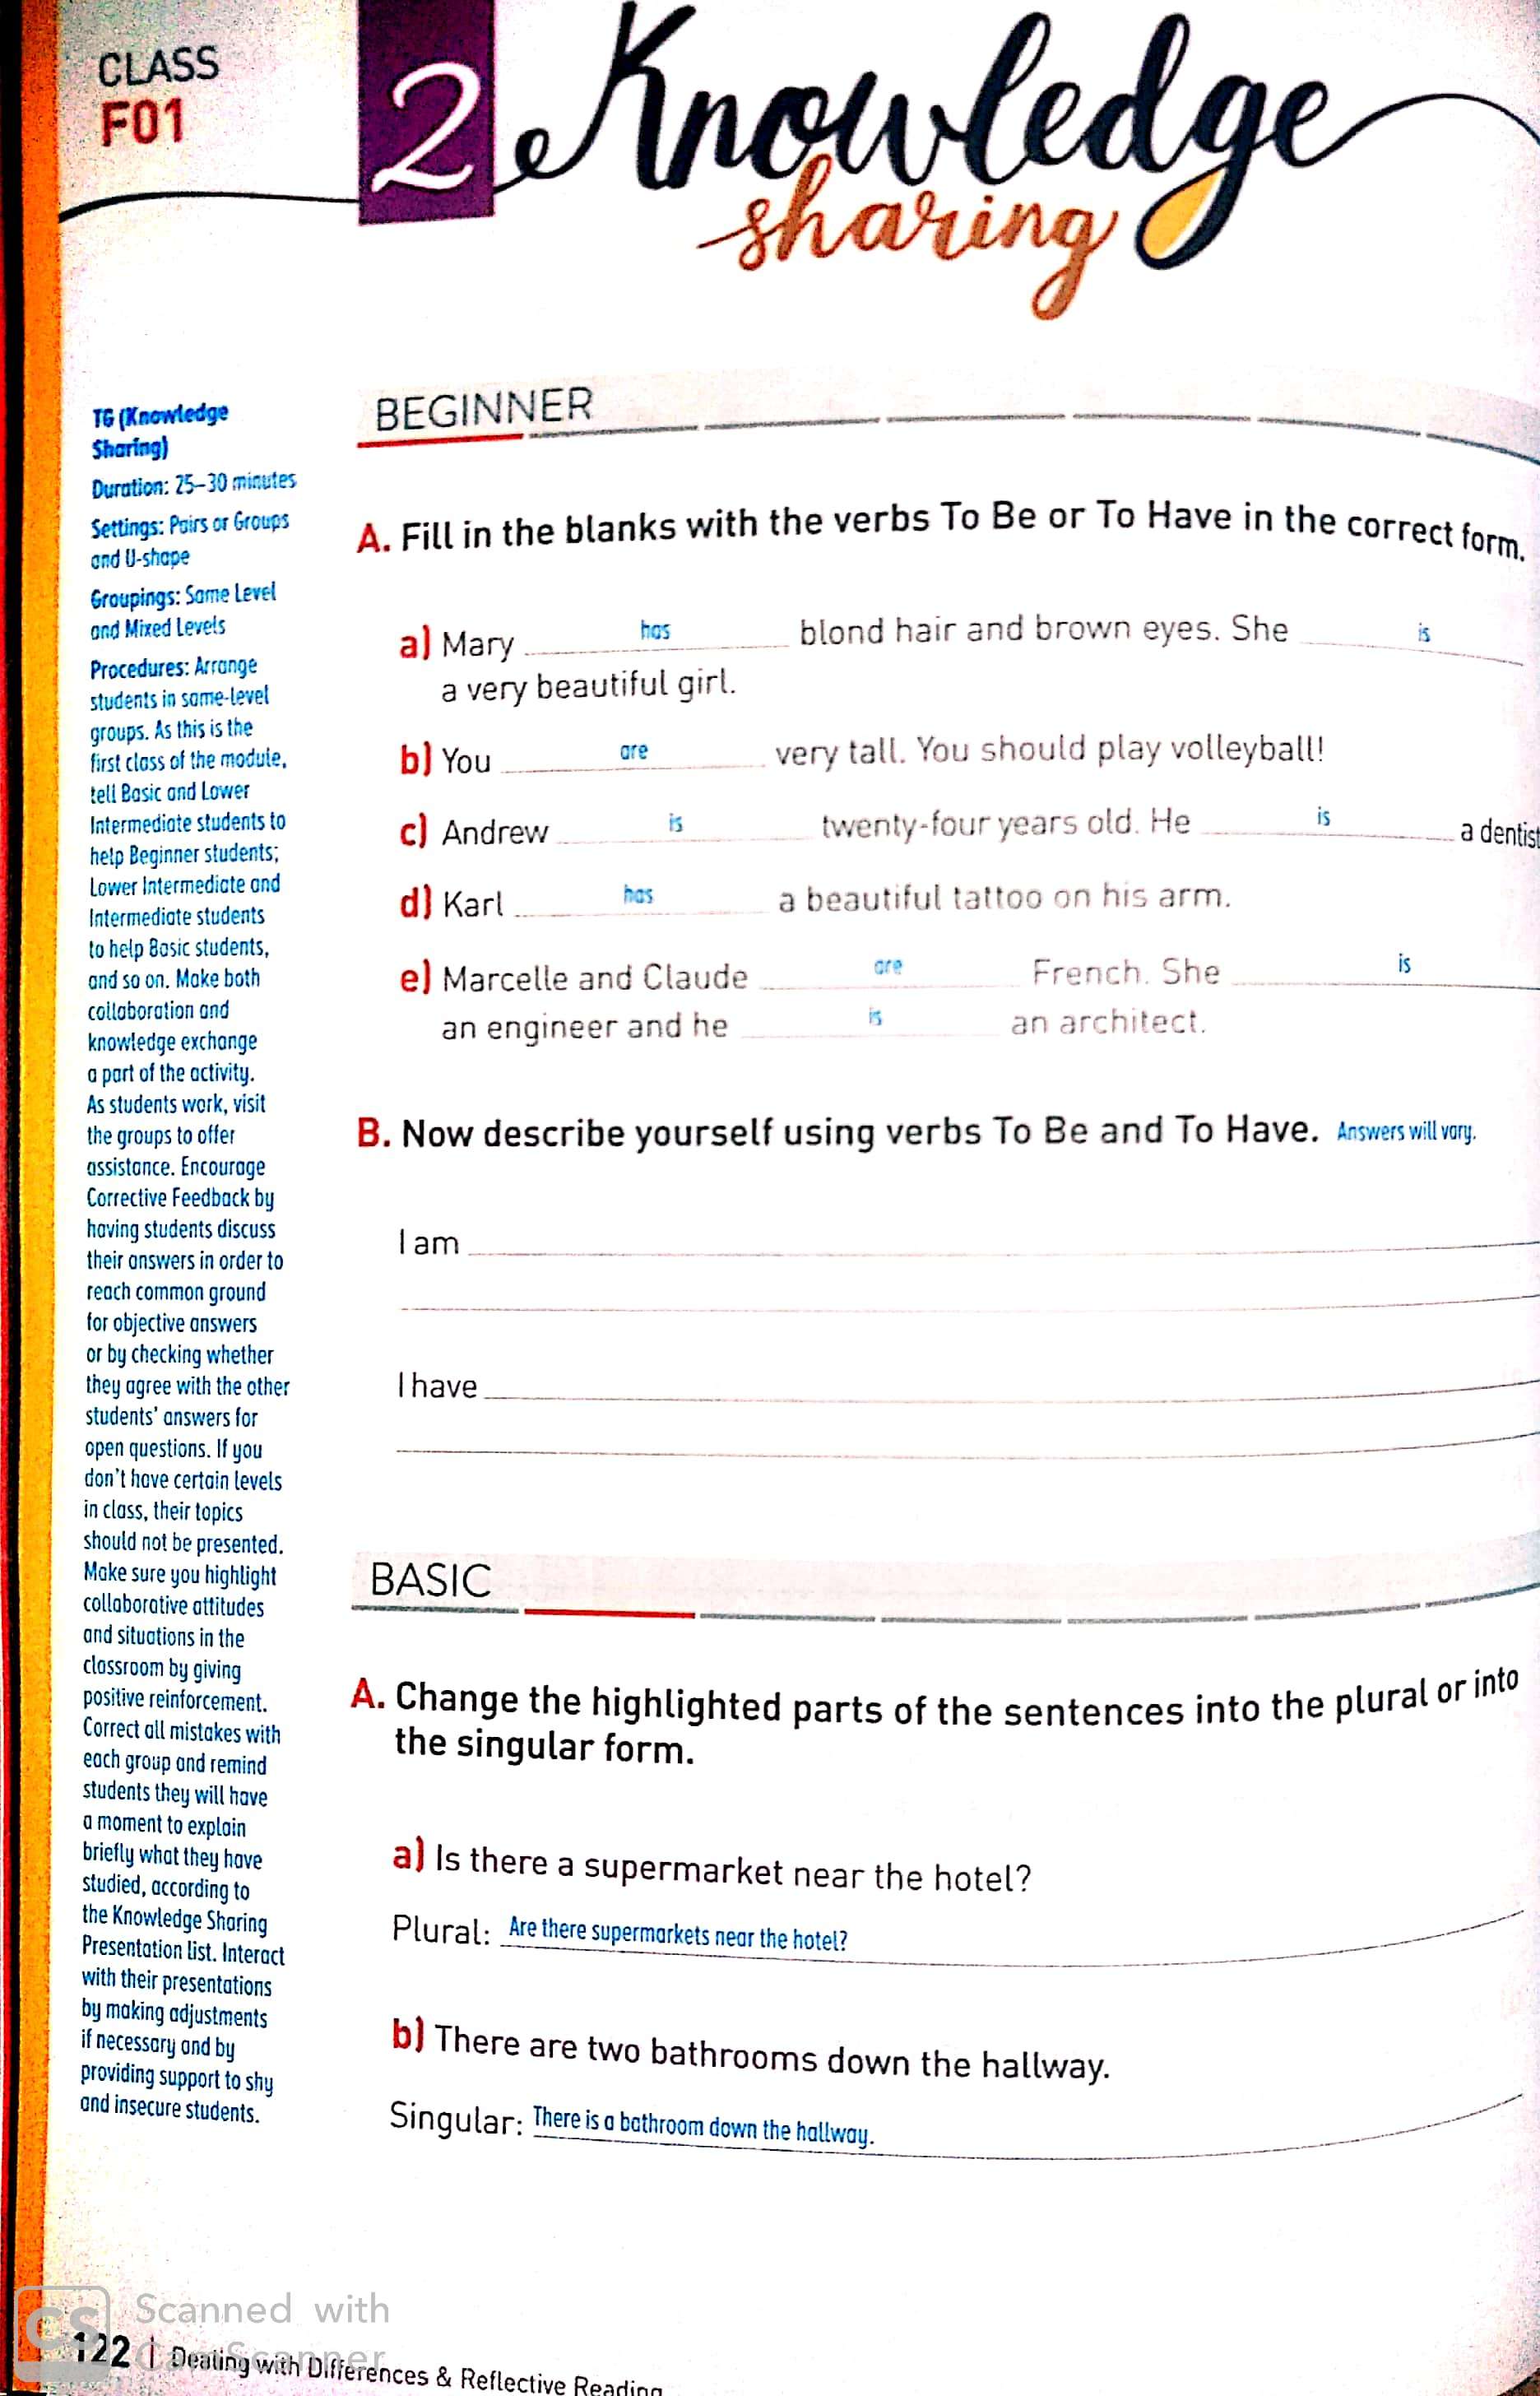 CLASS
F01
2 Knowledge
sharing
TG (Knowledge
Sharing)
Duration: 25–30 minutes
Settings: Pairs or Groups
and U-shape
Groupings: Same Level
and Mixed Levels
Procedures: Arrange
students in same-level
groups. As this is the
first class of the module,
tell Basic and Lower
Intermediate students to
help Beginner students;
Lower Intermediate and
Intermediate students
to help Basic students,
and so on. Make both
collaboration and
knowledge exchange
a part of the activity.
As students work, visit
the groups to offer
assistance. Encourage
Corrective Feedback by
having students discuss
their answers in order to
reach common ground
for objective answers
or by checking whether
they agree with the other
students' answers for
open questions. If you
don't have certain levels
in class, their topics
should not be presented.
Make sure you highlight
collaborative attitudes
and situations in the
classroom by giving
positive reinforcement.
Correct all mistakes with
each group and remind
students they will have
a moment to explain
briefly what they have
studied, according to
the Knowledge Sharing
Presentation list. Interact
with their presentations
by making adjustments
if necessary and by
providing support to shy
and insecure students.
BEGINNER
A. Fill in the blanks with the verbs To Be or To Have in the correct form.
a) Mary has blond hair and brown eyes. She is
a very beautiful girl.
b) You are very tall. You should play volleyball!
c) Andrew is twenty-four years old. He is a dentist
d) Karl has a beautiful tattoo on his arm.
e) Marcelle and Claude are French. She is
an engineer and he is an architect.
B. Now describe yourself using verbs To Be and To Have. Answers will vary.
I am
I have
BASIC
A. Change the highlighted parts of the sentences into the plural or into
the singular form.
a) Is there a supermarket near the hotel?
Plural: Are there supermarkets near the hotel?
b) There are two bathrooms down the hallway.
Singular: There is a bathroom down the hallway.
CS Scanned with
CamScanner
122 | Dealing with Differences & Reflective Reading